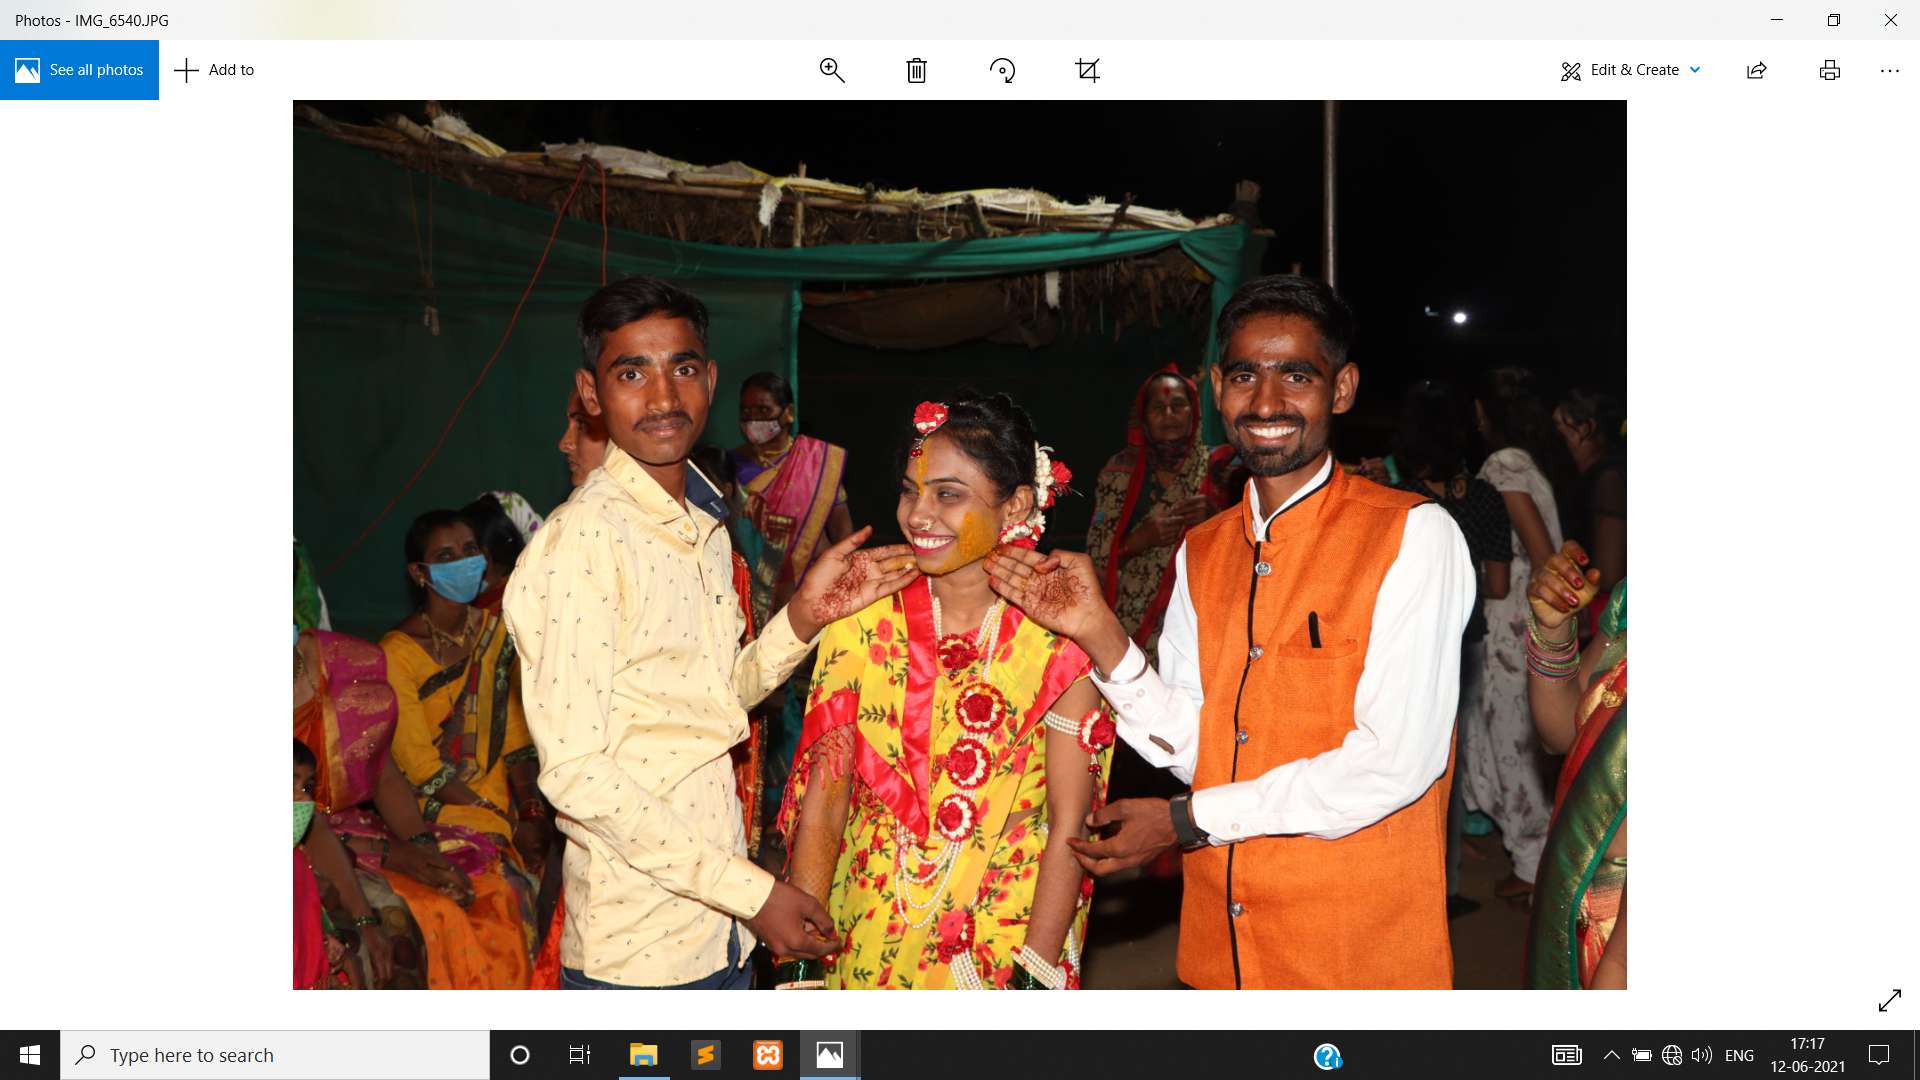 Photos - IMG_6540.JPG
See all photos
Add to
Edit & Create
Type here to search
ENG
17:17
12-06-2021